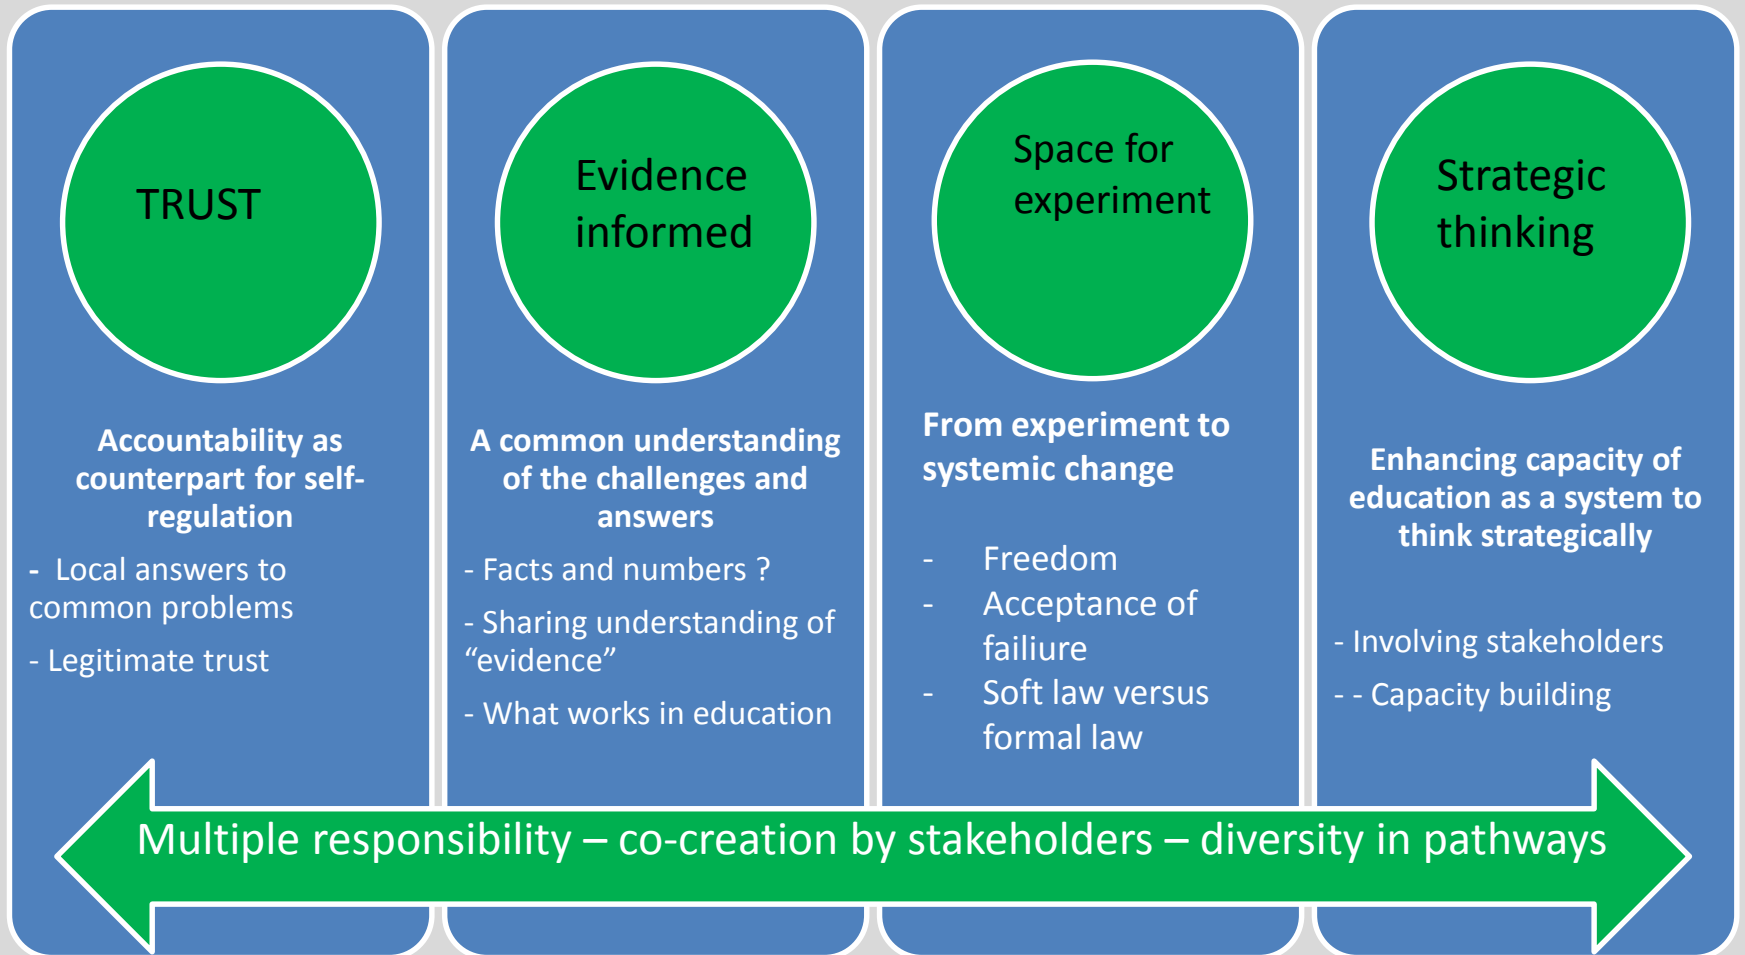 TRUST
Accountability as
counterpart for self-
regulation
- Local answers to
common problems
- Legitimate trust
Evidence
informed
A common understanding
of the challenges and
answers
- Facts and numbers ?
- Sharing understanding of
“evidence”
- What works in education
Space for
experiment
From experiment to
systemic change
- Freedom
- Acceptance of
failiure
- Soft law versus
formal law
Strategic
thinking
Enhancing capacity of
education as a system to
think strategically
- Involving stakeholders
- - Capacity building
Multiple responsibility – co-creation by stakeholders – diversity in pathways